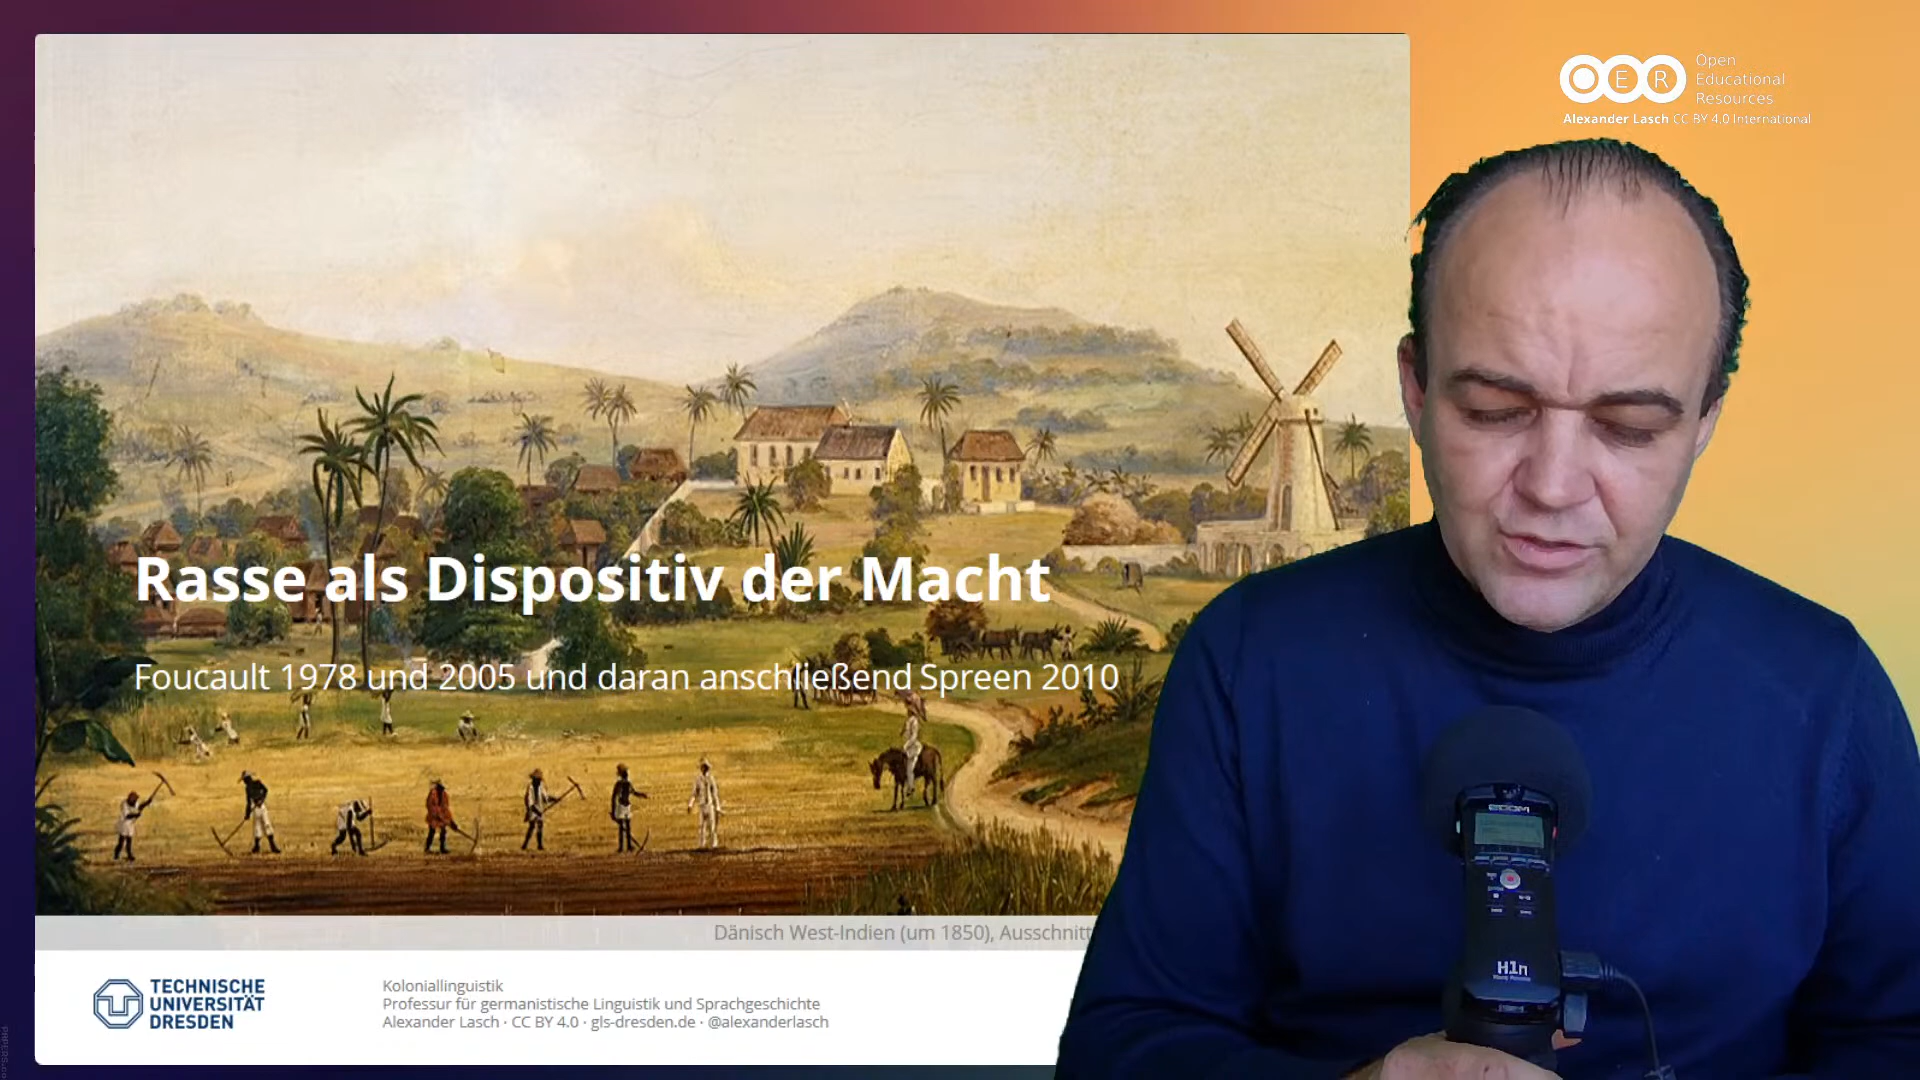 Open
Educational
Resources
OER
Alexander Lasch CC BY 4.0 International
Rasse als Dispositiv der Macht
Foucault 1978 und 2005 und daran anschließend Spreen 2010
Dänisch West-Indien (um 1850), Ausschnitt
TECHNISCHE
UNIVERSITÄT
DRESDEN
Koloniallinguistik
Professur für germanistische Linguistik und Sprachgeschichte
Alexander Lasch · CC BY 4.0 · gls-dresden.de · @alexanderlasch
zoom
H1n